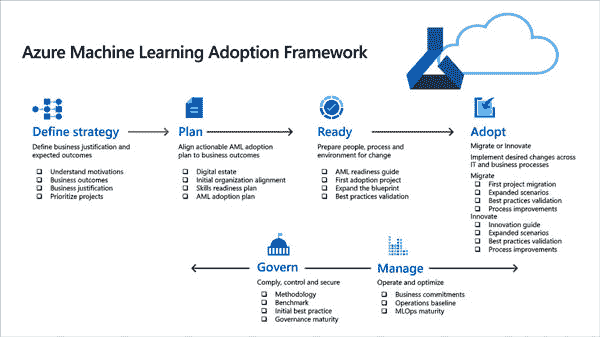 Azure Machine Learning Adoption Framework
Define strategy
Define business justification and
expected outcomes
Understand motivations
Business outcomes
Business justification
Prioritize projects
Plan
Align actionable AML adoption
plan to business outcomes
Digital estate
Initial organization alignment
Skills readiness plan
AML adoption plan
Ready
Prepare people, process and
environment for change
AML readiness guide
First adoption project
Expand the blueprint
Best practices validation
Adopt
Migrate or Innovate
Implement desired changes across
IT and business processes
Migrate
First project migration
Expanded scenarios
Best practices validation
Process improvements
Innovate
Innovation guide
Expanded scenarios
Best practices validation
Process improvements
Govern
Comply, control and secure
Methodology
Benchmark
Initial best practice
Governance maturity
Manage
Operate and optimize
Business commitments
Operations baseline
MLOps maturity